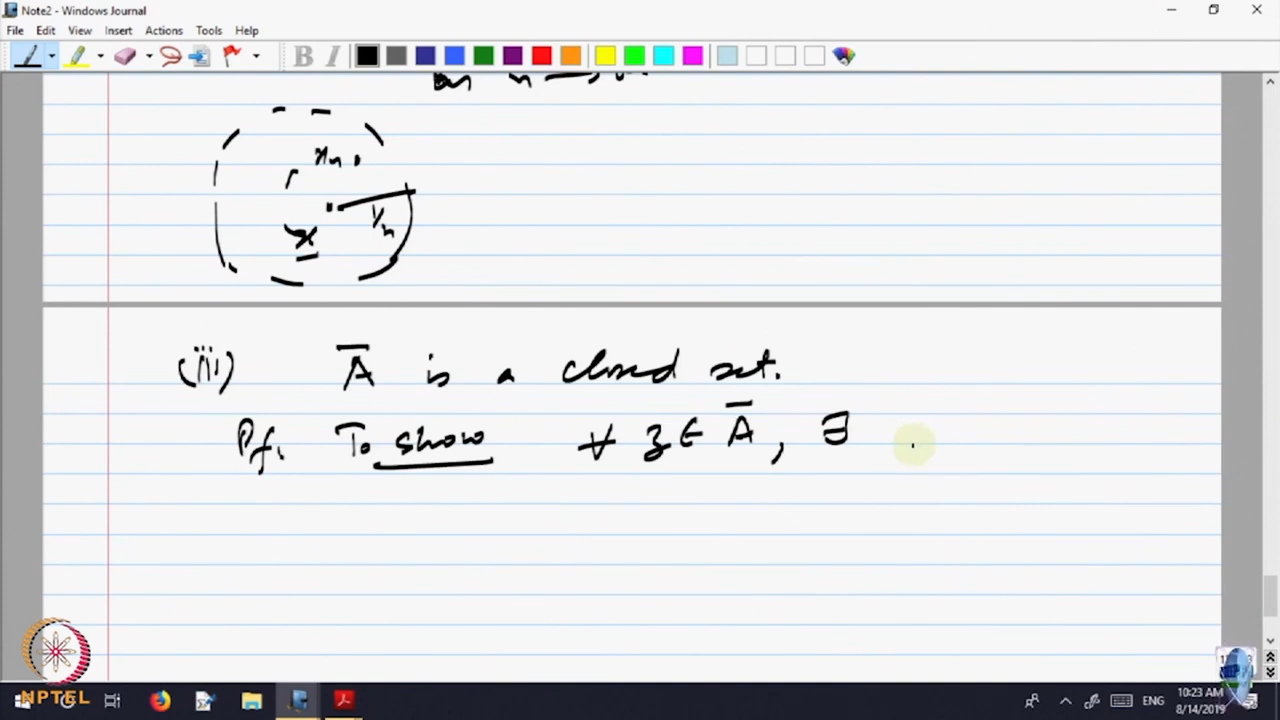 Note2 - Windows Journal
File Edit View Insert Actions Tools Help
B I
xn
1/n
x
(iii) A̅ is a closed set.
Pf. To show ∀ z ∈ A̅, ∃
NPTEL
ENG
10:23 AM
8/14/2019